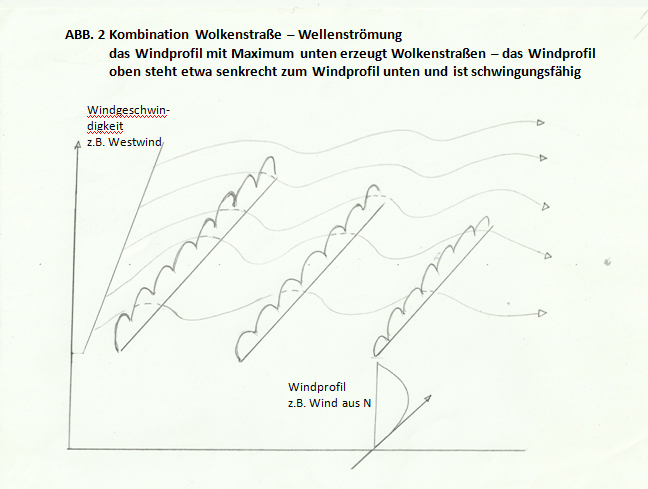 ABB. 2 Kombination Wolkenstraße – Wellenströmung
das Windprofil mit Maximum unten erzeugt Wolkenstraßen – das Windprofil
oben steht etwa senkrecht zum Windprofil unten und ist schwingungsfähig
Windgeschwin-
digkeit
z.B. Westwind
Windprofil
z.B. Wind aus N